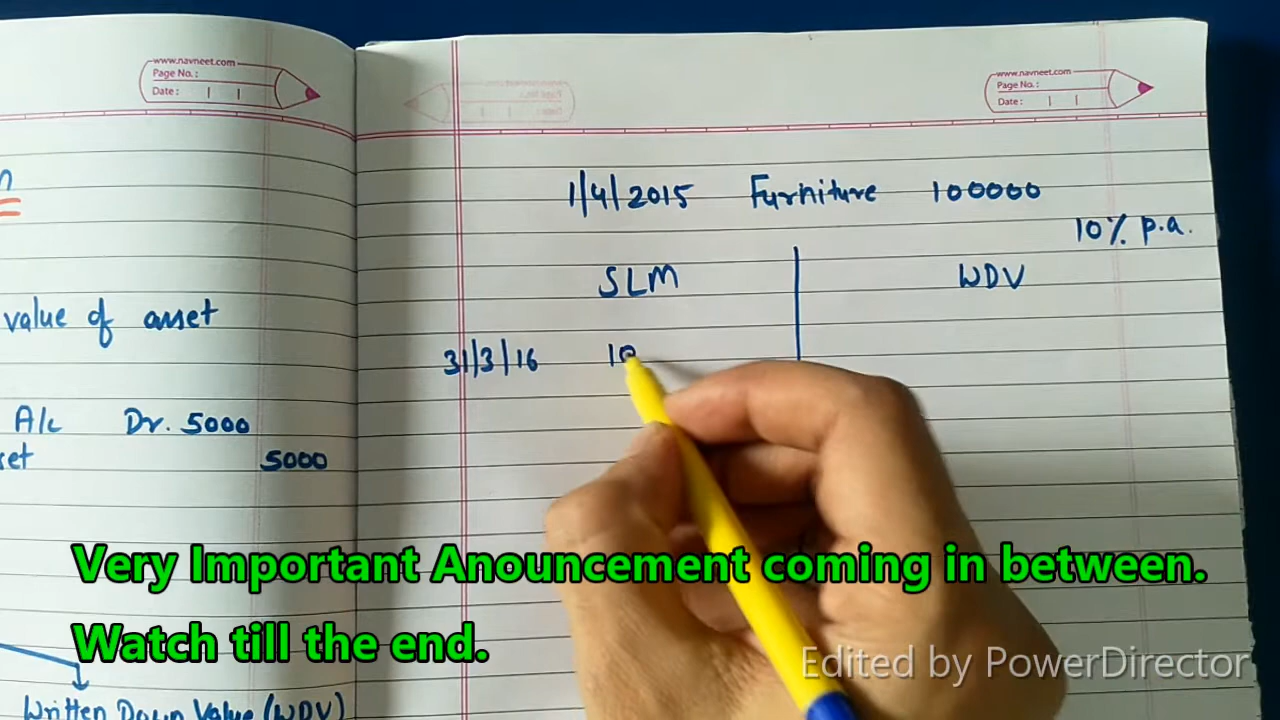 www.navneet.com
Page No. :
Date :
value of asset
A/c Dr. 5000
5000
Written Down Value (WDV)
www.navneet.com
Page No. :
Date :
1/4/2015 Furniture 100000
10% p.a.
SLM WDV
31/3/16 10
Very Important Anouncement coming in between.
Watch till the end.
Edited by PowerDirector